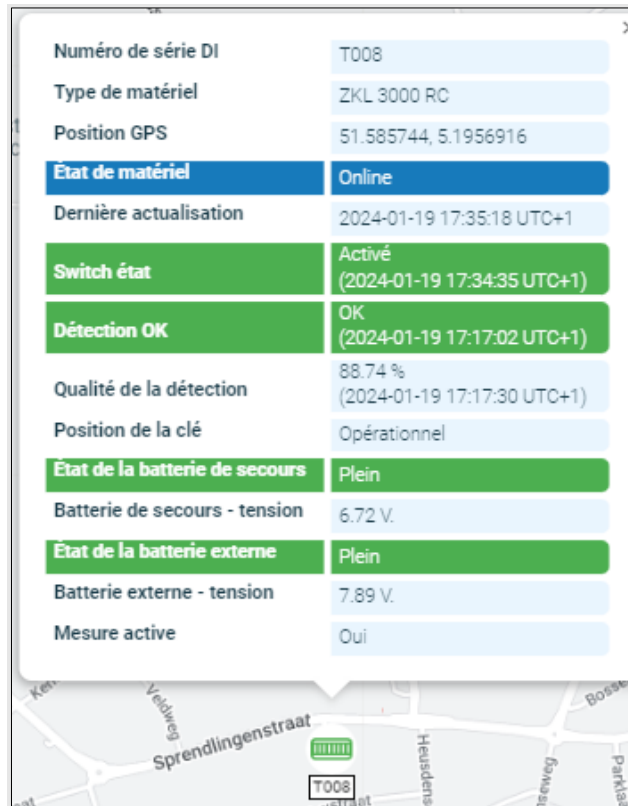 Numéro de série DI
T008
Type de matériel
ZKL 3000 RC
Position GPS
51.585744, 5.1956916
État de matériel
Online
Dernière actualisation
2024-01-19 17:35:18 UTC+1
Switch état
Activé
(2024-01-19 17:34:35 UTC+1)
Détection OK
OK
(2024-01-19 17:17:02 UTC+1)
Qualité de la détection
88.74 %
(2024-01-19 17:17:30 UTC+1)
Position de la clé
Opérationnel
État de la batterie de secours
Plein
Batterie de secours - tension
6.72 V.
État de la batterie externe
Plein
Batterie externe - tension
7.89 V.
Mesure active
Oui
Veldweg
Sprendlingenstraat
T008